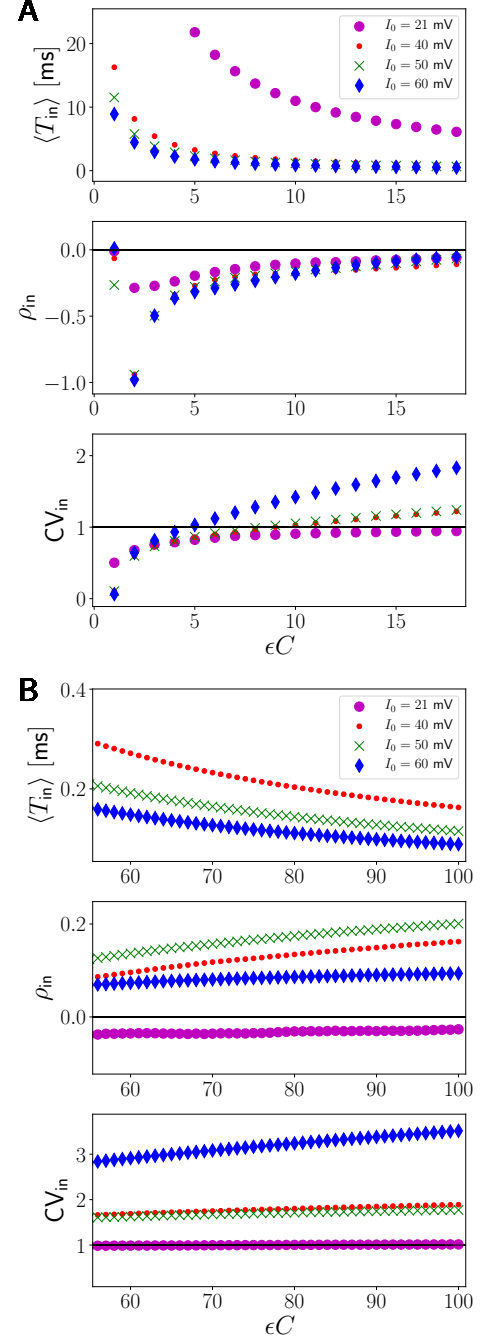 A
⟨T_in⟩ [ms]
20
10
0
I_0 = 21 mV
I_0 = 40 mV
I_0 = 50 mV
I_0 = 60 mV
0 5 10 15
ρ_in
0.0
−0.5
−1.0
0 5 10 15
CV_in
2
1
0
0 5 10 15
ϵC
B
⟨T_in⟩ [ms]
0.4
0.2
I_0 = 21 mV
I_0 = 40 mV
I_0 = 50 mV
I_0 = 60 mV
60 70 80 90 100
ρ_in
0.2
0.0
60 70 80 90 100
CV_in
3
2
1
60 70 80 90 100
ϵC